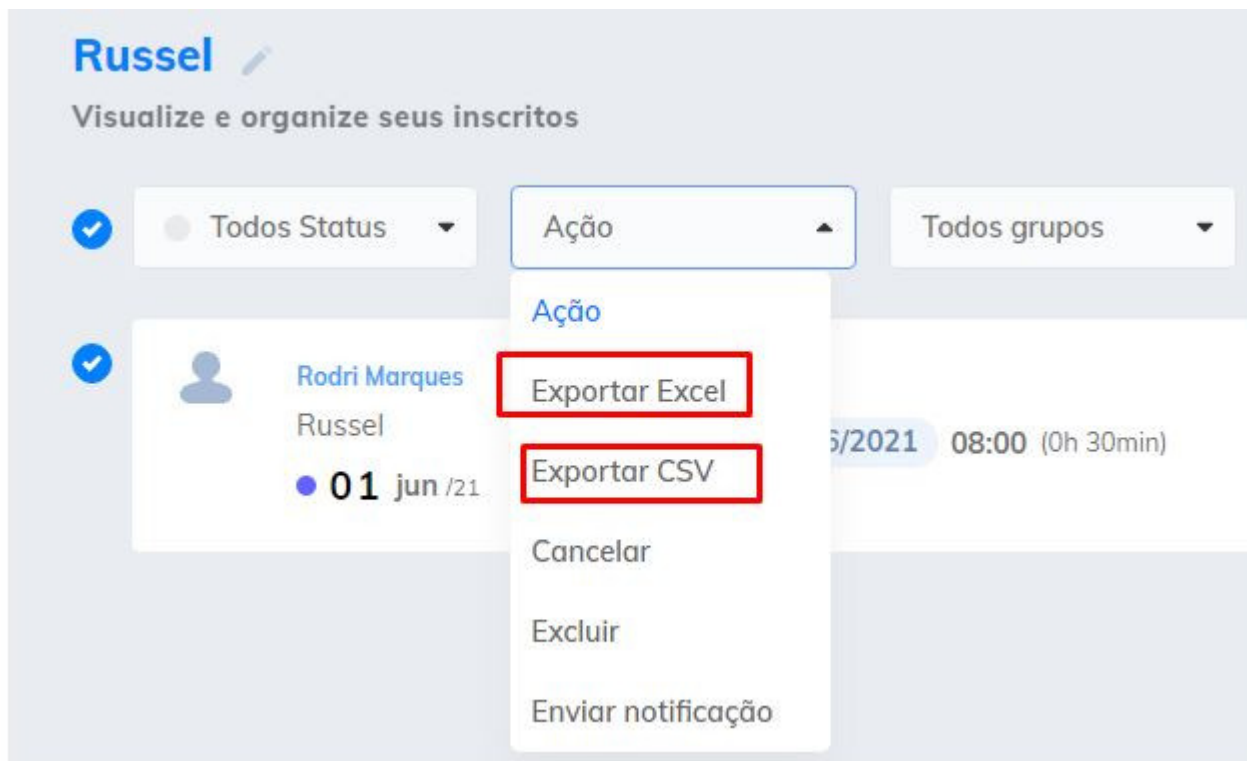 Russel
Visualize e organize seus inscritos
Todos Status
Ação
Todos grupos
Ação
Exportar Excel
Exportar CSV
Cancelar
Excluir
Enviar notificação
Rodri Marques
Russel
01 jun /21
/2021 08:00 (0h 30min)